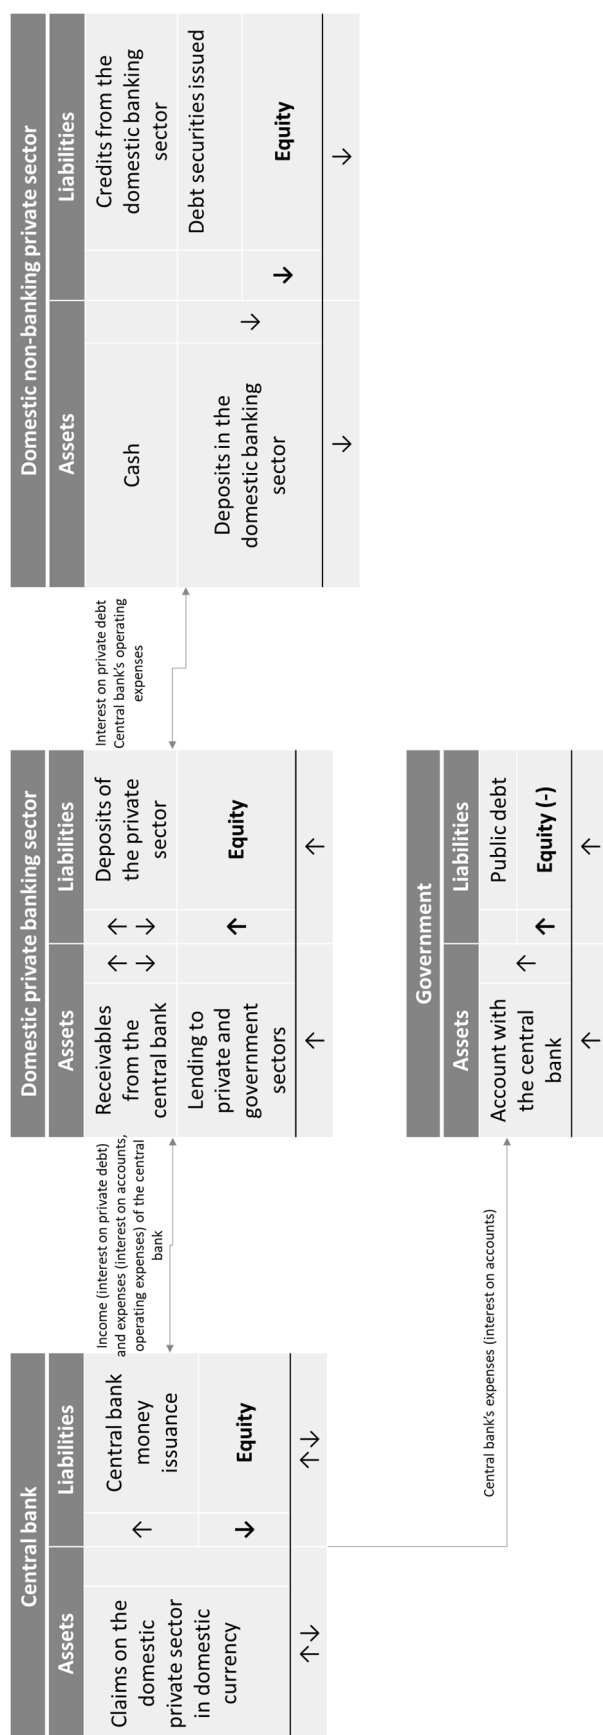 Central bank
Assets
Liabilities
Claims on the
domestic
private sector
in domestic
currency
Central bank
money
issuance
Equity
Income (interest on private debt)
and expenses (interest on accounts,
operating expenses) of the central
bank
Domestic private banking sector
Assets
Liabilities
Receivables
from the
central bank
Lending to
private and
government
sectors
Deposits of
the private
sector
Equity
Interest on private debt
Central bank's operating
expenses
Domestic non-banking private sector
Assets
Liabilities
Cash
Deposits in the
domestic banking
sector
Credits from the
domestic banking
sector
Debt securities issued
Equity
Central bank's expenses (interest on accounts)
Government
Assets
Liabilities
Account with
the central
bank
Public debt
Equity (-)